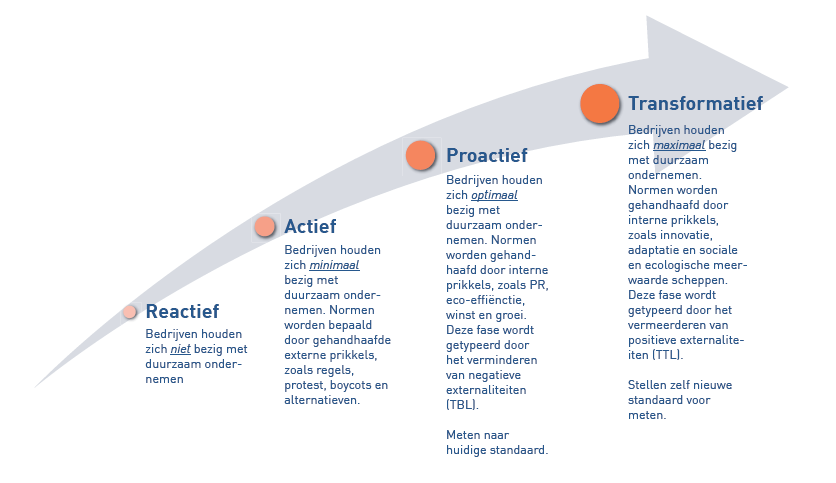 Reactief
Bedrijven houden
zich niet bezig met
duurzaam onder-
nemen
Actief
Bedrijven houden
zich minimaal
bezig met
duurzaam onder-
nemen. Normen
worden bepaald
door gehandhaafde
externe prikkels,
zoals regels,
protest, boycots en
alternatieven.
Proactief
Bedrijven houden
zich optimaal
bezig met
duurzaam onder-
nemen. Normen
worden gehand-
haafd door interne
prikkels, zoals PR,
eco-effiënctie,
winst en groei.
Deze fase wordt
getypeerd door
het verminderen
van negatieve
externaliteiten
(TBL).
Meten naar
huidige standaard.
Transformatief
Bedrijven houden
zich maximaal bezig
met duurzaam
ondernemen.
Normen worden
gehandhaafd door
interne prikkels,
zoals innovatie,
adaptatie en sociale
en ecologische meer-
waarde scheppen.
Deze fase wordt
getypeerd door het
vermeerderen van
positieve externalite-
iten (TTL).
Stellen zelf nieuwe
standaard voor
meten.